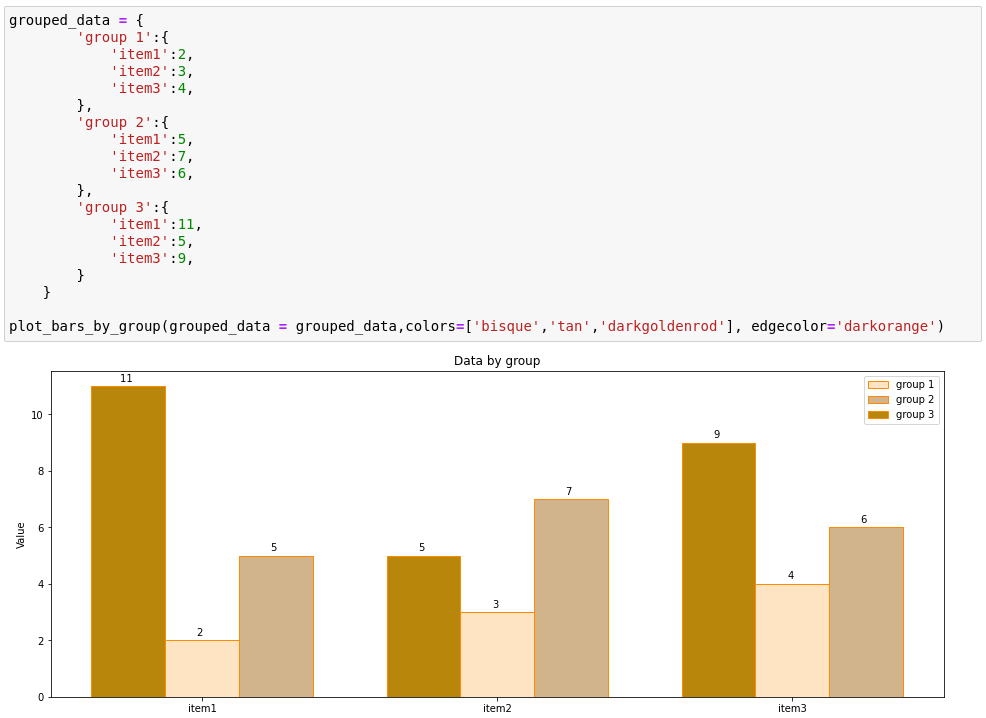 grouped_data = {
        'group 1':{
            'item1':2,
            'item2':3,
            'item3':4,
        },
        'group 2':{
            'item1':5,
            'item2':7,
            'item3':6,
        },
        'group 3':{
            'item1':11,
            'item2':5,
            'item3':9,
        }
    }
plot_bars_by_group(grouped_data = grouped_data,colors=['bisque','tan','darkgoldenrod'], edgecolor='darkorange')
Data by group
11
group 1
group 2
group 3
10
9
8
7
6
6
5
5
4
4
3
2
2
0
Value
item1
item2
item3